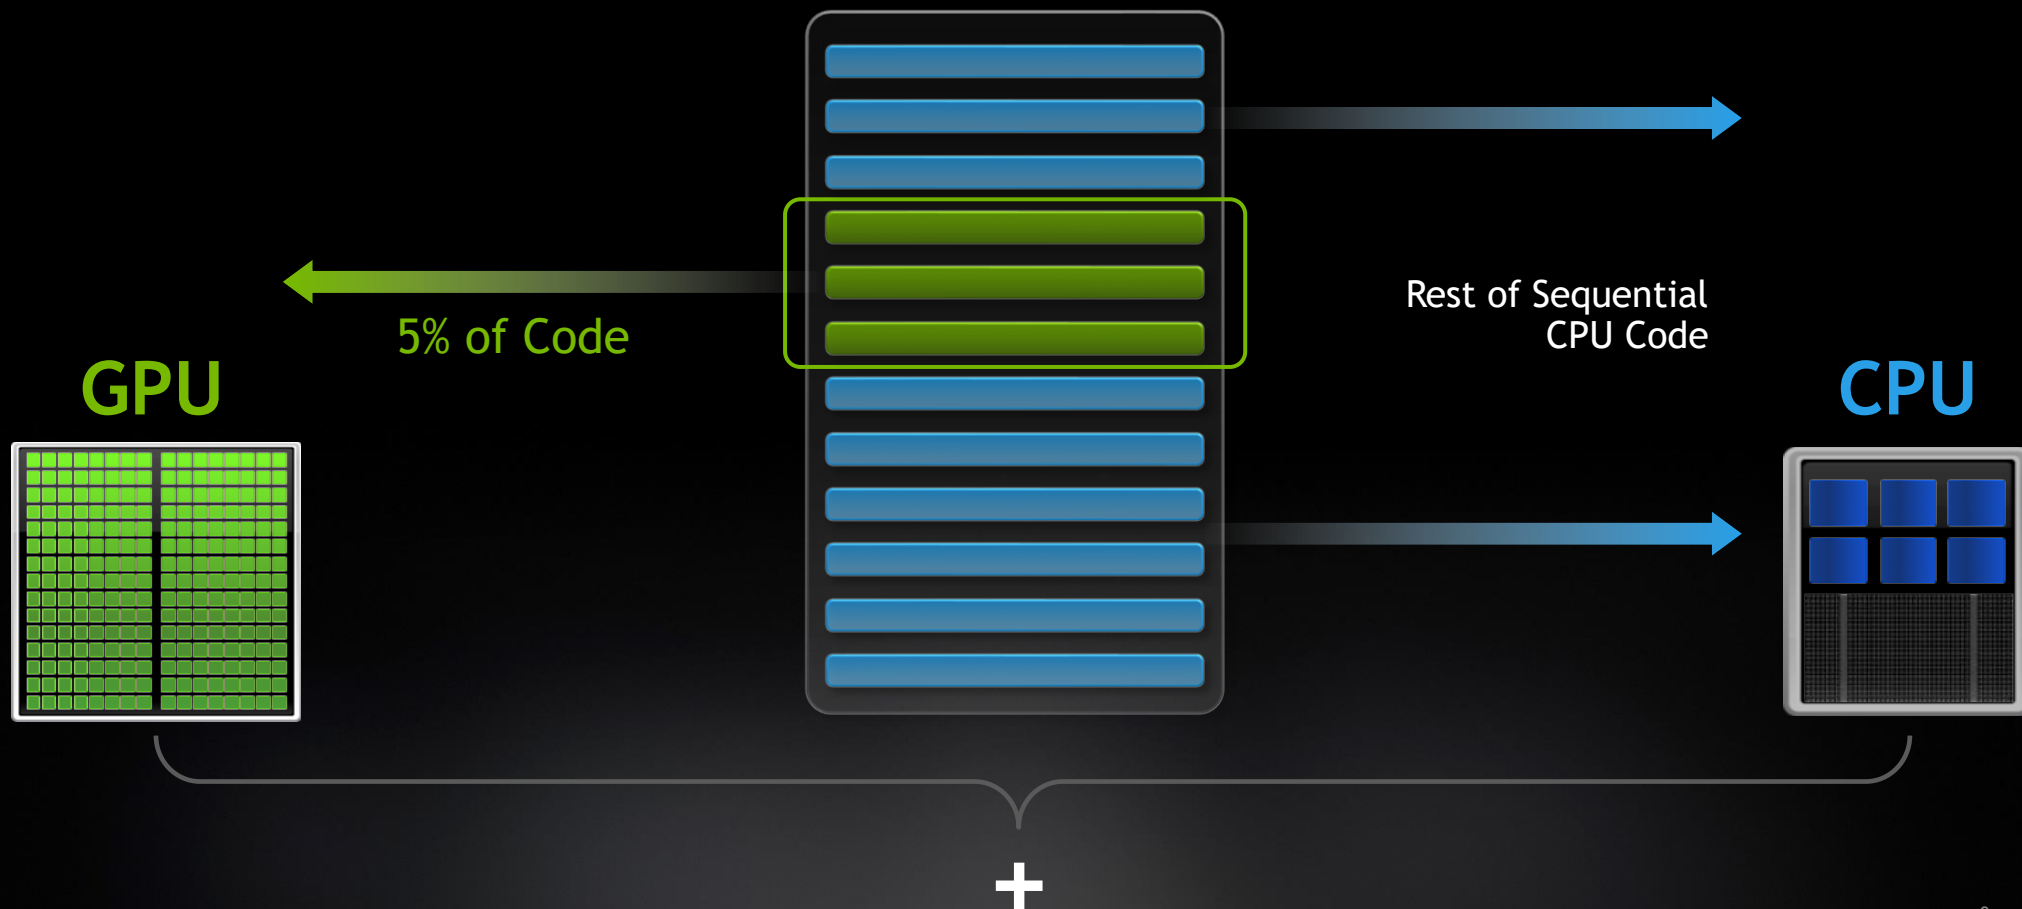 5% of Code
GPU
Rest of Sequential
CPU Code
CPU
+